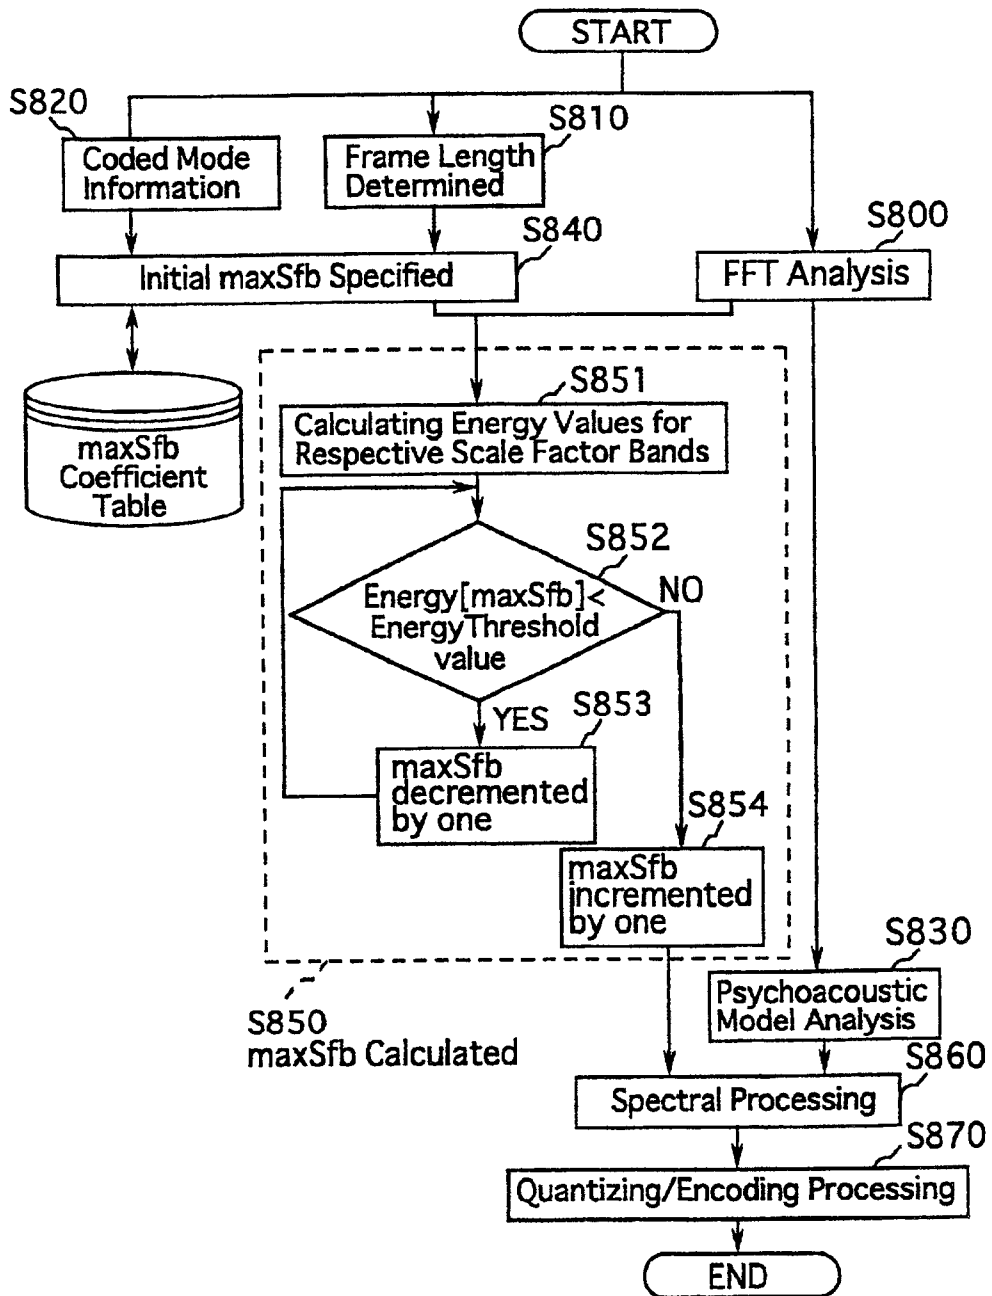 START
S820
S810
Coded Mode
Information
Frame Length
Determined
S840
S800
Initial maxSfb Specified
FFT Analysis
S851
maxSfb
Coefficient
Table
Calculating Energy Values for
Respective Scale Factor Bands
S852
Energy[maxSfb]<
EnergyThreshold
value
NO
YES
S853
maxSfb
decremented
by one
S854
maxSfb
incremented
by one
S830
Psychoacoustic
Model Analysis
S850
maxSfb Calculated
S860
Spectral Processing
S870
Quantizing/Encoding Processing
END